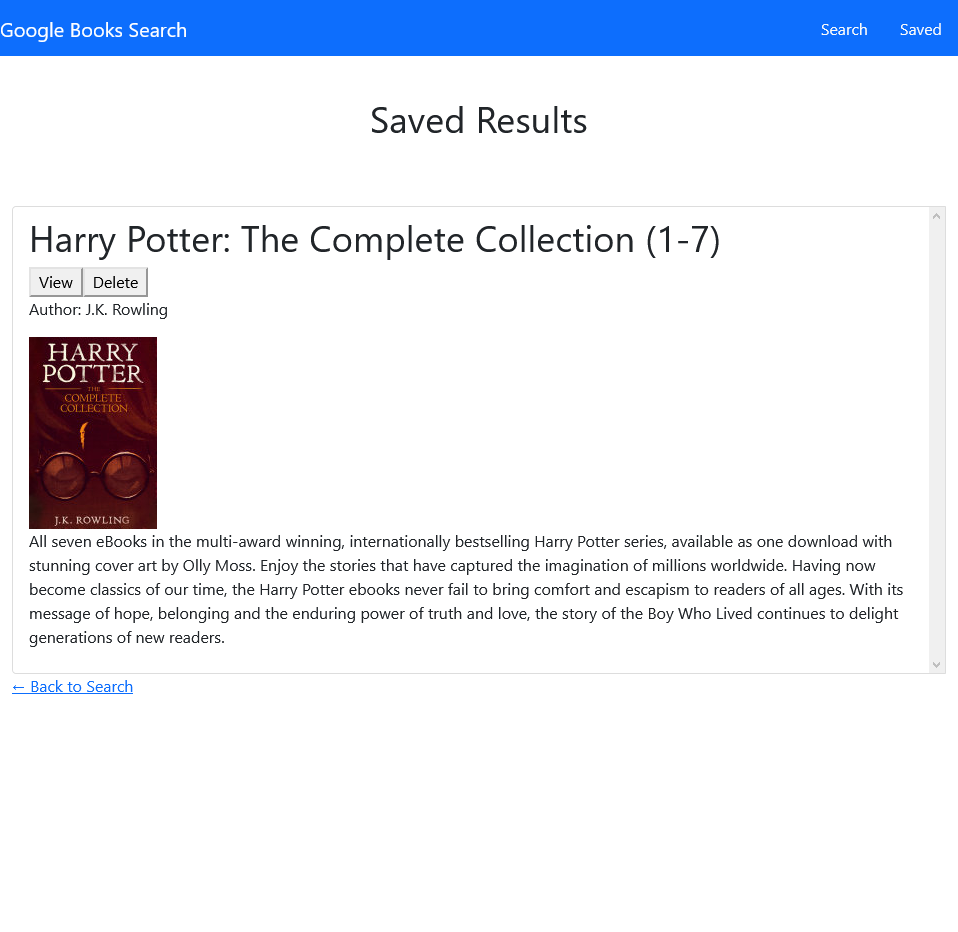 Google Books Search
Search
Saved
Saved Results
Harry Potter: The Complete Collection (1-7)
View
Delete
Author: J.K. Rowling
HARRY
POTTER
THE
COMPLETE
COLLECTION
J.K. ROWLING
All seven eBooks in the multi-award winning, internationally bestselling Harry Potter series, available as one download with
stunning cover art by Olly Moss. Enjoy the stories that have captured the imagination of millions worldwide. Having now
become classics of our time, the Harry Potter ebooks never fail to bring comfort and escapism to readers of all ages. With its
message of hope, belonging and the enduring power of truth and love, the story of the Boy Who Lived continues to delight
generations of new readers.
← Back to Search